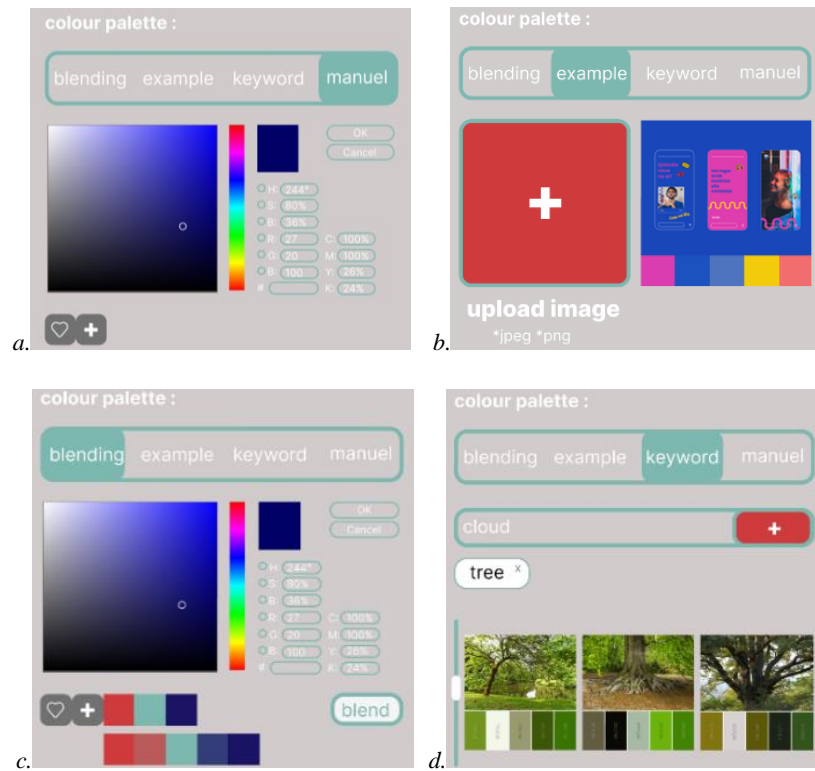 colour palette :
blending example keyword manuel
OK
Cancel
H: 244°
S: 80%
B: 36%
R: 27 C: 100%
G: 20 M: 100%
B: 100 Y: 26%
# K: 24%
a.
colour palette :
blending example keyword manuel
upload image
*jpeg *png
b.
colour palette :
blending example keyword manuel
OK
Cancel
H: 244°
S: 80%
B: 36%
R: 27 C: 100%
G: 20 M: 100%
B: 100 Y: 26%
# K: 24%
blend
c.
colour palette :
blending example keyword manuel
cloud
tree x
d.